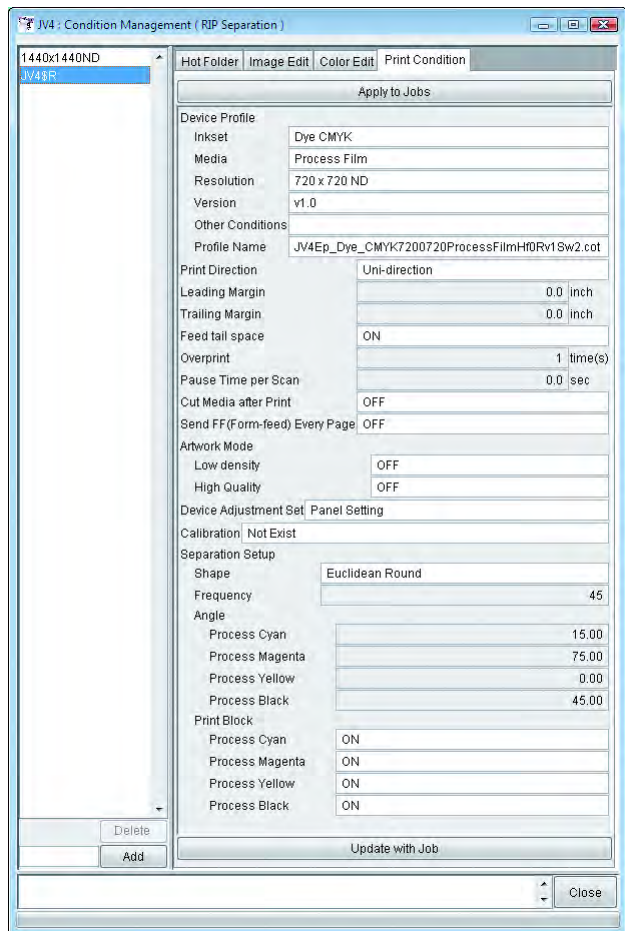 JV4 : Condition Management ( RIP Separation )
1440x1440ND
JV4$R
Hot Folder Image Edit Color Edit Print Condition
Apply to Jobs
Device Profile
Inkset Dye CMYK
Media Process Film
Resolution 720 x 720 ND
Version v1.0
Other Conditions
Profile Name JV4Ep_Dye_CMYK7200720ProcessFilmHf0Rv1Sw2.cot
Print Direction Uni-direction
Leading Margin 0.0 inch
Trailing Margin 0.0 inch
Feed tail space ON
Overprint 1 time(s)
Pause Time per Scan 0.0 sec
Cut Media after Print OFF
Send FF(Form-feed) Every Page OFF
Artwork Mode
Low density OFF
High Quality OFF
Device Adjustment Set Panel Setting
Calibration Not Exist
Separation Setup
Shape Euclidean Round
Frequency 45
Angle
Process Cyan 15.00
Process Magenta 75.00
Process Yellow 0.00
Process Black 45.00
Print Block
Process Cyan ON
Process Magenta ON
Process Yellow ON
Process Black ON
Delete
Add
Update with Job
Close